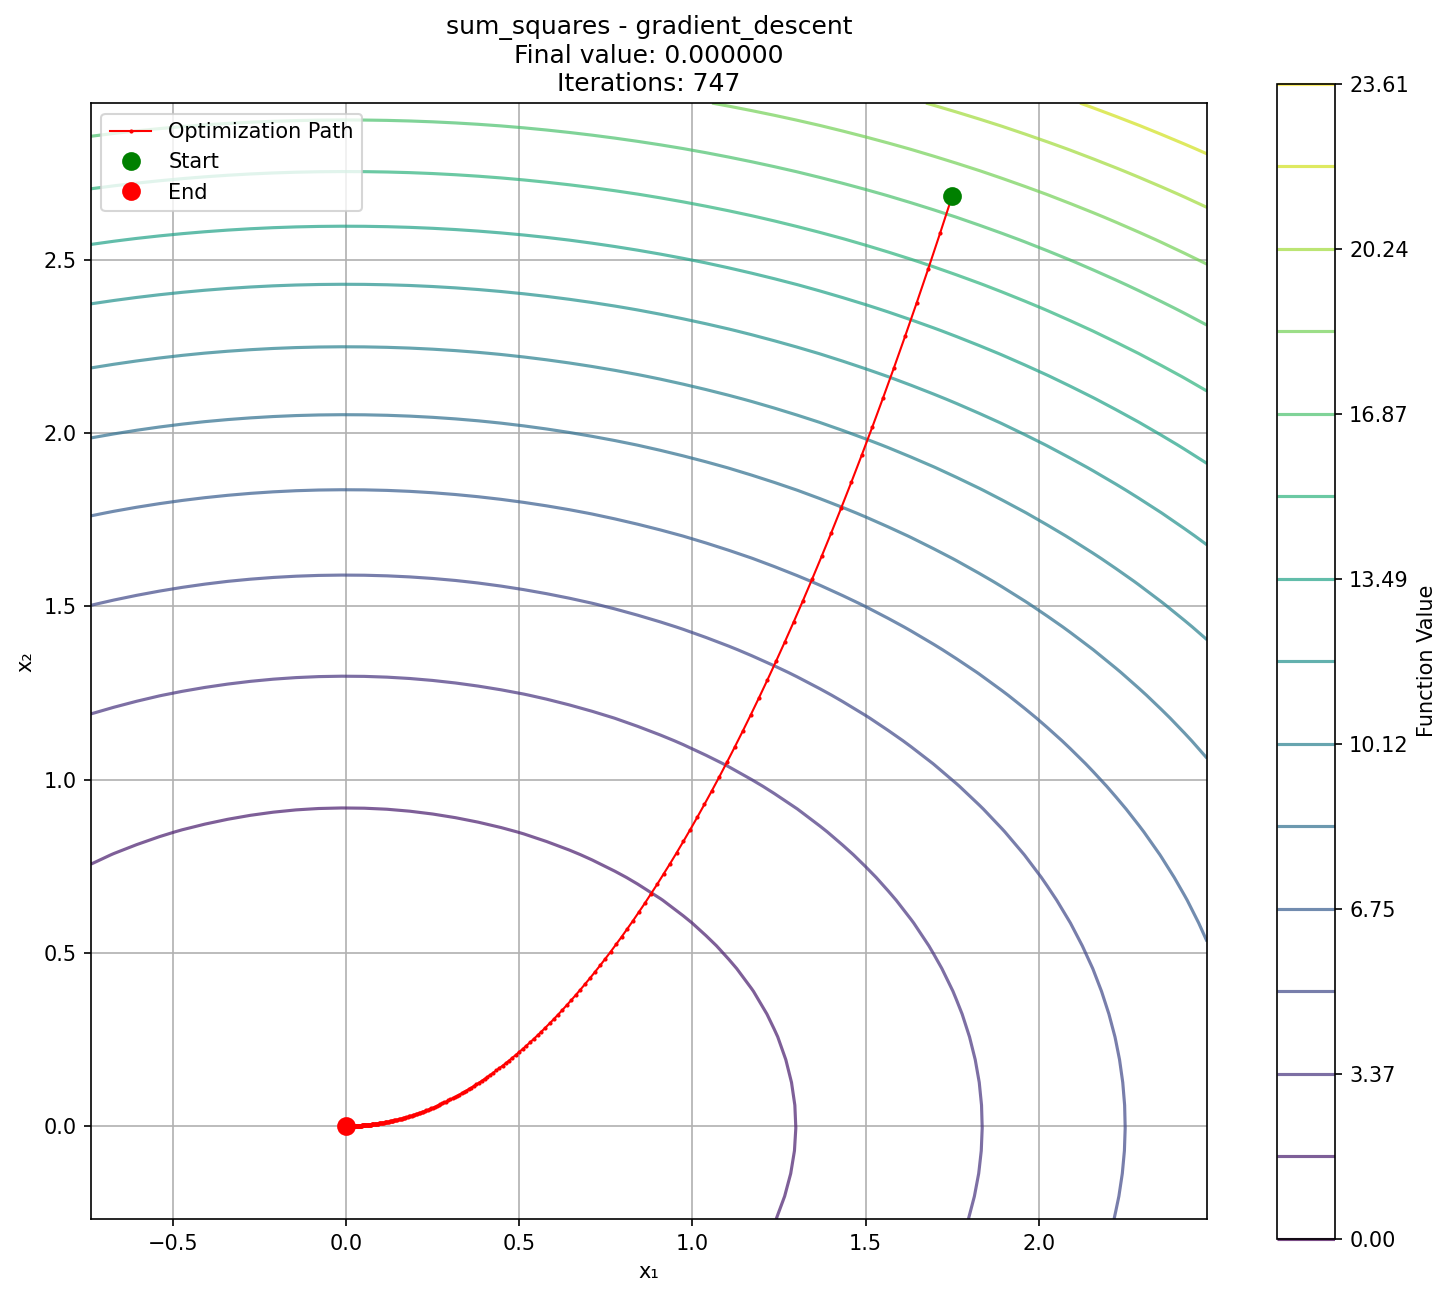 sum_squares - gradient_descent
Final value: 0.000000
Iterations: 747
Optimization Path
Start
End
2.5
2.0
1.5
1.0
0.5
0.0
x₂
−0.5
0.0
0.5
1.0
1.5
2.0
x₁
23.61
20.24
16.87
13.49
10.12
6.75
3.37
0.00
Function Value